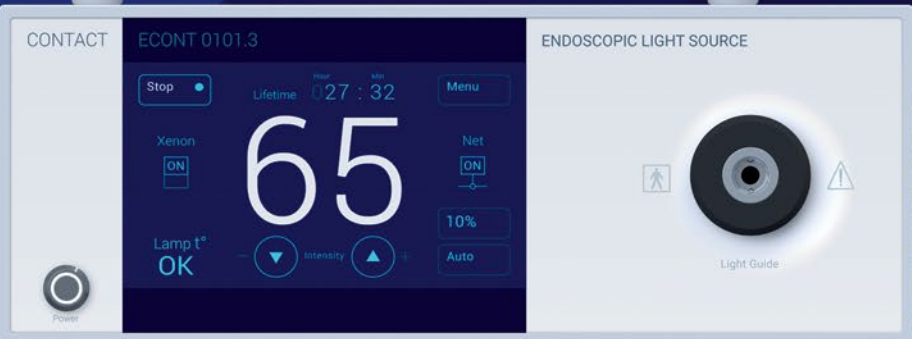 CONTACT
ECONT 0101.3
ENDOSCOPIC LIGHT SOURCE
Stop
Hour
Min
Lifetime
027 : 32
Menu
65
Xenon
ON
Net
ON
10%
Lamp t°
OK
- Intensity +
Auto
Light Guide
Power